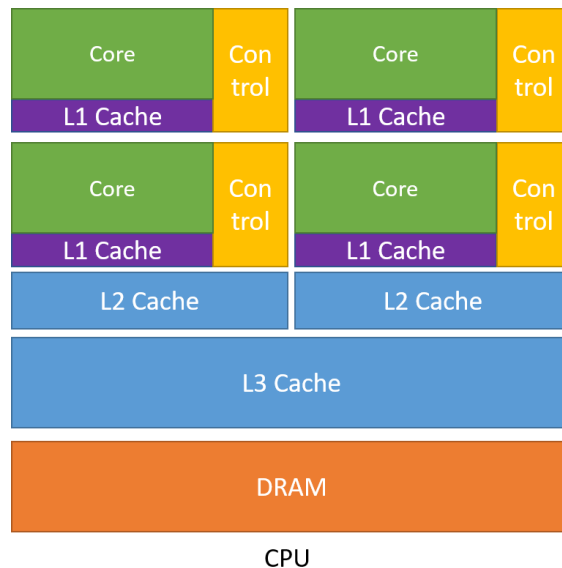 Core
Con
trol
L1 Cache
Core
Con
trol
L1 Cache
Core
Con
trol
L1 Cache
Core
Con
trol
L1 Cache
L2 Cache
L2 Cache
L3 Cache
DRAM
CPU